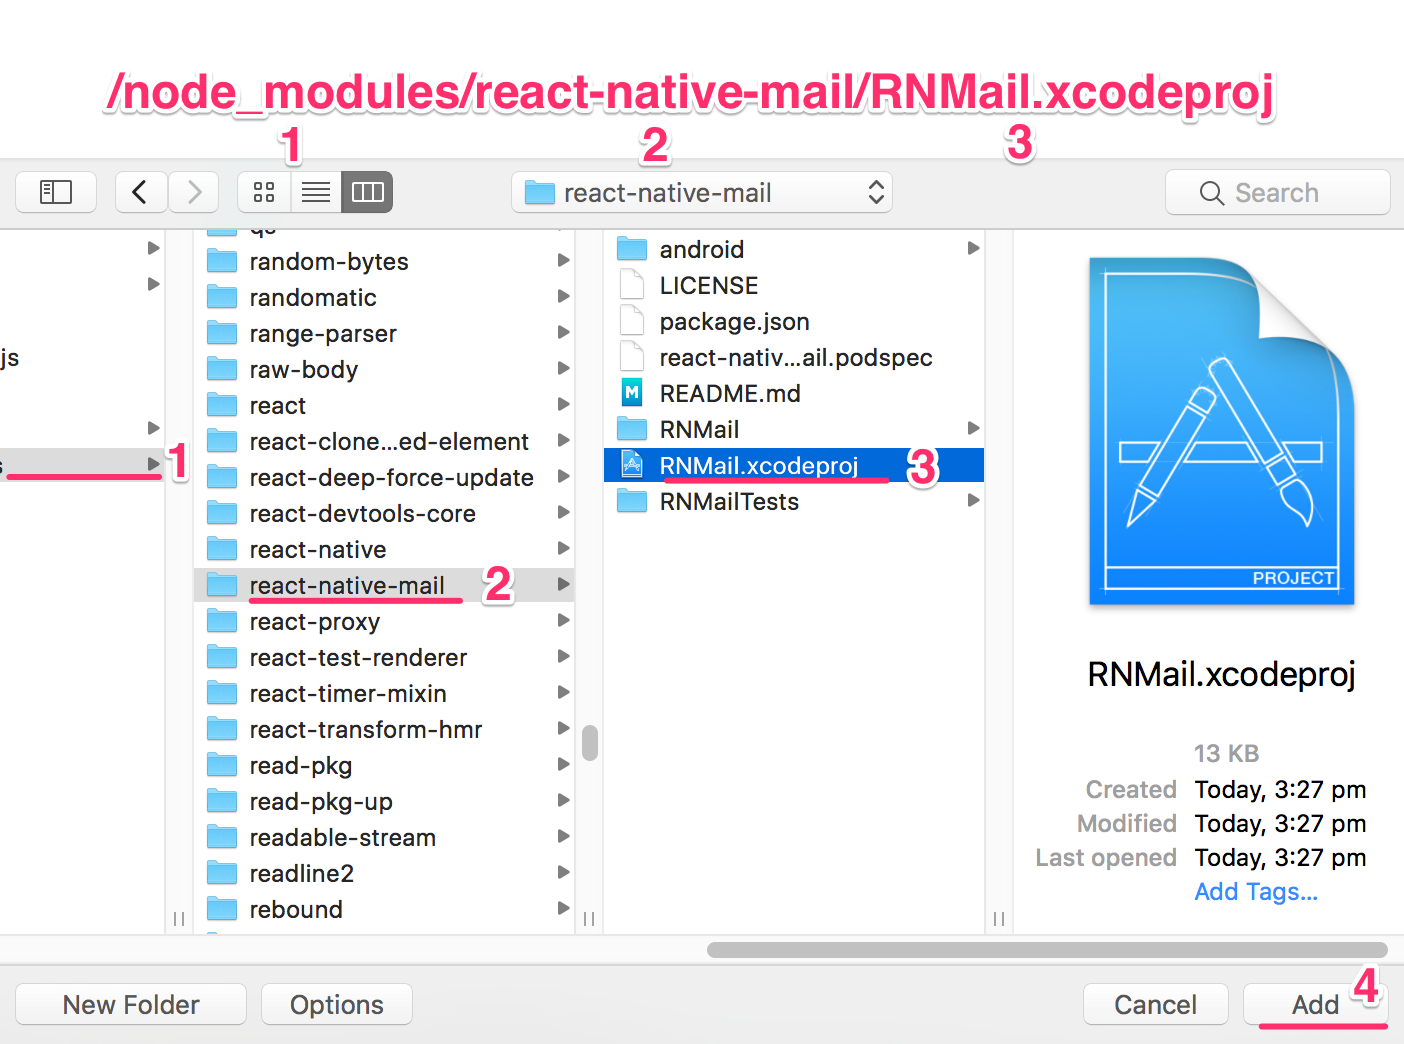 /node_modules/react-native-mail/RNMail.xcodeproj
1 2 3
react-native-mail
Search
js
s
1
random-bytes
randomatic
range-parser
raw-body
react
react-clone...ed-element
react-deep-force-update
react-devtools-core
react-native
react-native-mail 2
react-proxy
react-test-renderer
react-timer-mixin
react-transform-hmr
read-pkg
read-pkg-up
readable-stream
readline2
rebound
android
LICENSE
package.json
react-nativ...ail.podspec
M README.md
RNMail
RNMail.xcodeproj 3
RNMailTests
PROJECT
RNMail.xcodeproj
13 KB
Created Today, 3:27 pm
Modified Today, 3:27 pm
Last opened Today, 3:27 pm
Add Tags...
New Folder
Options
Cancel
Add 4